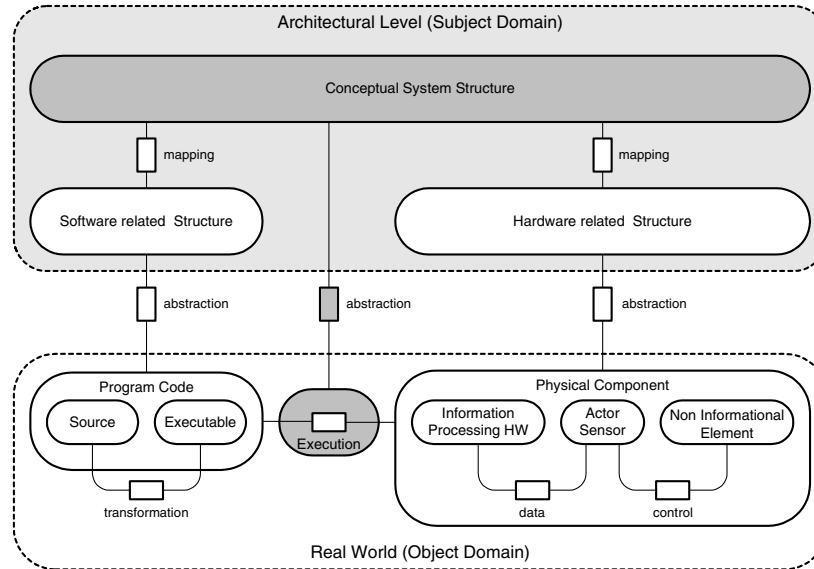 Architectural Level (Subject Domain)
Conceptual System Structure
mapping
mapping
Software related Structure
Hardware related Structure
abstraction
abstraction
abstraction
Program Code
Physical Component
Source
Executable
Execution
Information
Processing HW
Actor
Sensor
Non Informational
Element
transformation
data
control
Real World (Object Domain)